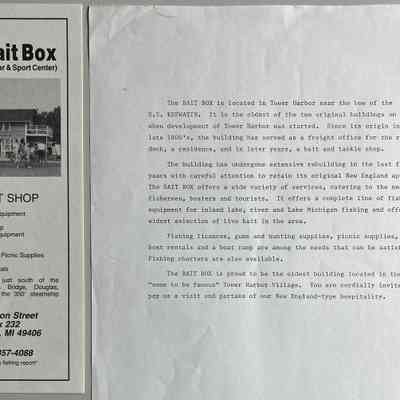 ait Box
r & Sport Center)
T SHOP
quipment
p
quipment
Picnic Supplies
als
just south of the
Bridge, Douglas,
the 350' steamship
on Street
x 232
, MI 49406
57-4088
fishing report"
The BAIT BOX is located in Tower Harbor near the bow of the
S.S. KEEWATIN. It is the oldest of the ten original buildings on
when development of Tower Harbor was started. Since its origin in
late 1800's, the building has served as a freight office for the r
dock, a residence, and in later years, a bait and tackle shop.
The building has undergone extensive rebuilding in the last f
years with careful attention to retain its original New England ap
The BAIT BOX offers a wide variety of services, catering to the ne
fishermen, boaters and tourists. It offers a complete line of fis
equipment for inland lake, river and Lake Michigan fishing and off
widest selection of live bait in the area.
Fishing licenses, gun and hunting supplies, picnic supplies,
boat rentals and a boat ramp are among the needs that can be satis
Fishing charters are also available.
The BAIT BOX is proud to be the oldest building located in the
"soon to be famous" Tower Harbor Village. You are cordially invite
pay us a visit and partake of our New England-type hospitality.